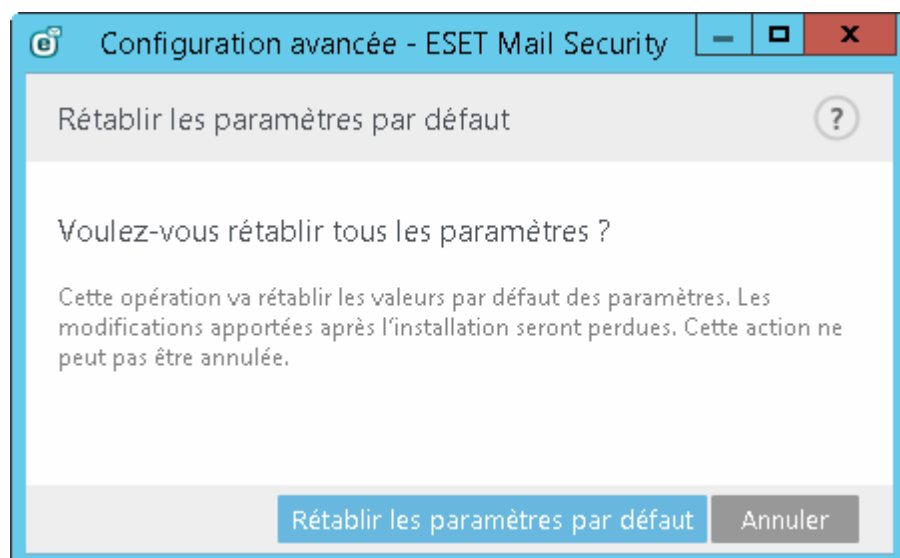 Configuration avancée - ESET Mail Security
Rétablir les paramètres par défaut
?
Voulez-vous rétablir tous les paramètres ?
Cette opération va rétablir les valeurs par défaut des paramètres. Les
modifications apportées après l'installation seront perdues. Cette action ne
peut pas être annulée.
Rétablir les paramètres par défaut
Annuler